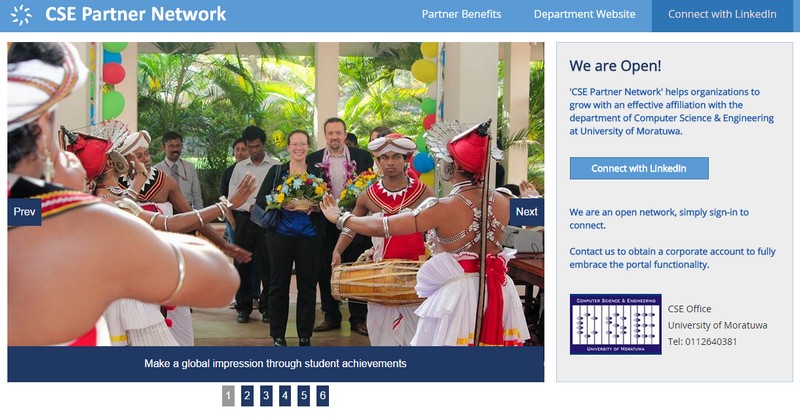 CSE Partner Network
Partner Benefits
Department Website
Connect with LinkedIn
Prev
Next
Make a global impression through student achievements
1 2 3 4 5 6
We are Open!
'CSE Partner Network' helps organizations to
grow with an effective affiliation with the
department of Computer Science & Engineering
at University of Moratuwa.
Connect with LinkedIn
We are an open network, simply sign-in to
connect.
Contact us to obtain a corporate account to fully
embrace the portal functionality.
COMPUTER SCIENCE & ENGINEERING
UNIVERSITY OF MORATUWA
CSE Office
University of Moratuwa
Tel: 0112640381